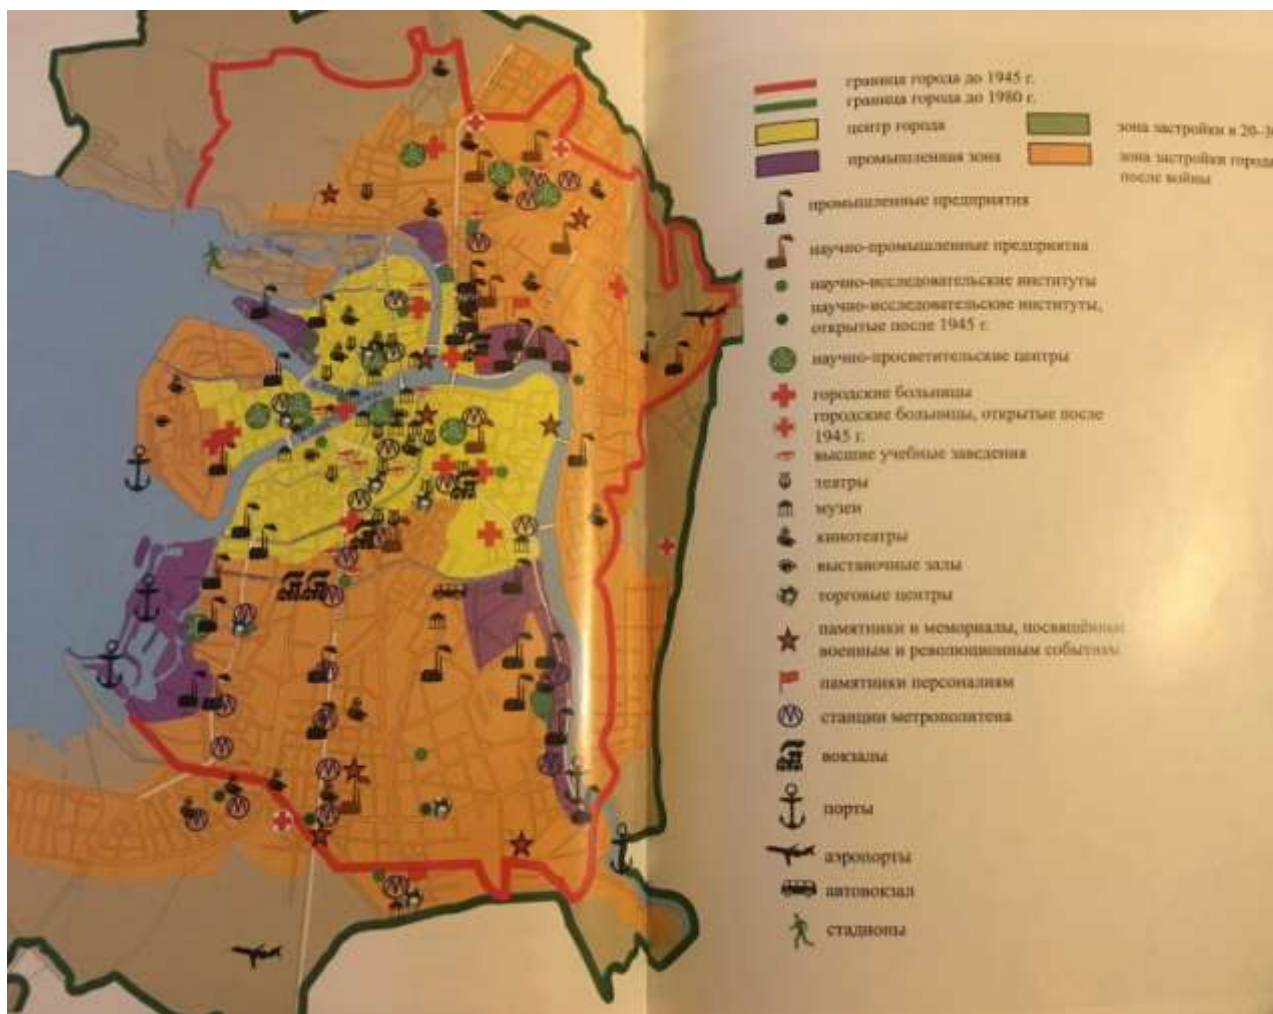 граница города до 1945 г.
граница города до 1980 г.
центр города
зона застройки в 20-
промышленная зона
зона застройки города
после войны
промышленные предприятия
научно-промышленные предприятия
научно-исследовательские институты
научно-исследовательские институты,
открытые после 1945 г.
научно-просветительские центры
городские больницы
городские больницы, открытые после
1945 г.
высшие учебные заведения
театры
музеи
кинотеатры
выставочные залы
торговые центры
памятники и мемориалы, посвящённые
военным и революционным событиям
памятники персоналиям
станции метрополитена
вокзалы
порты
аэропорты
автовокзал
стадионы